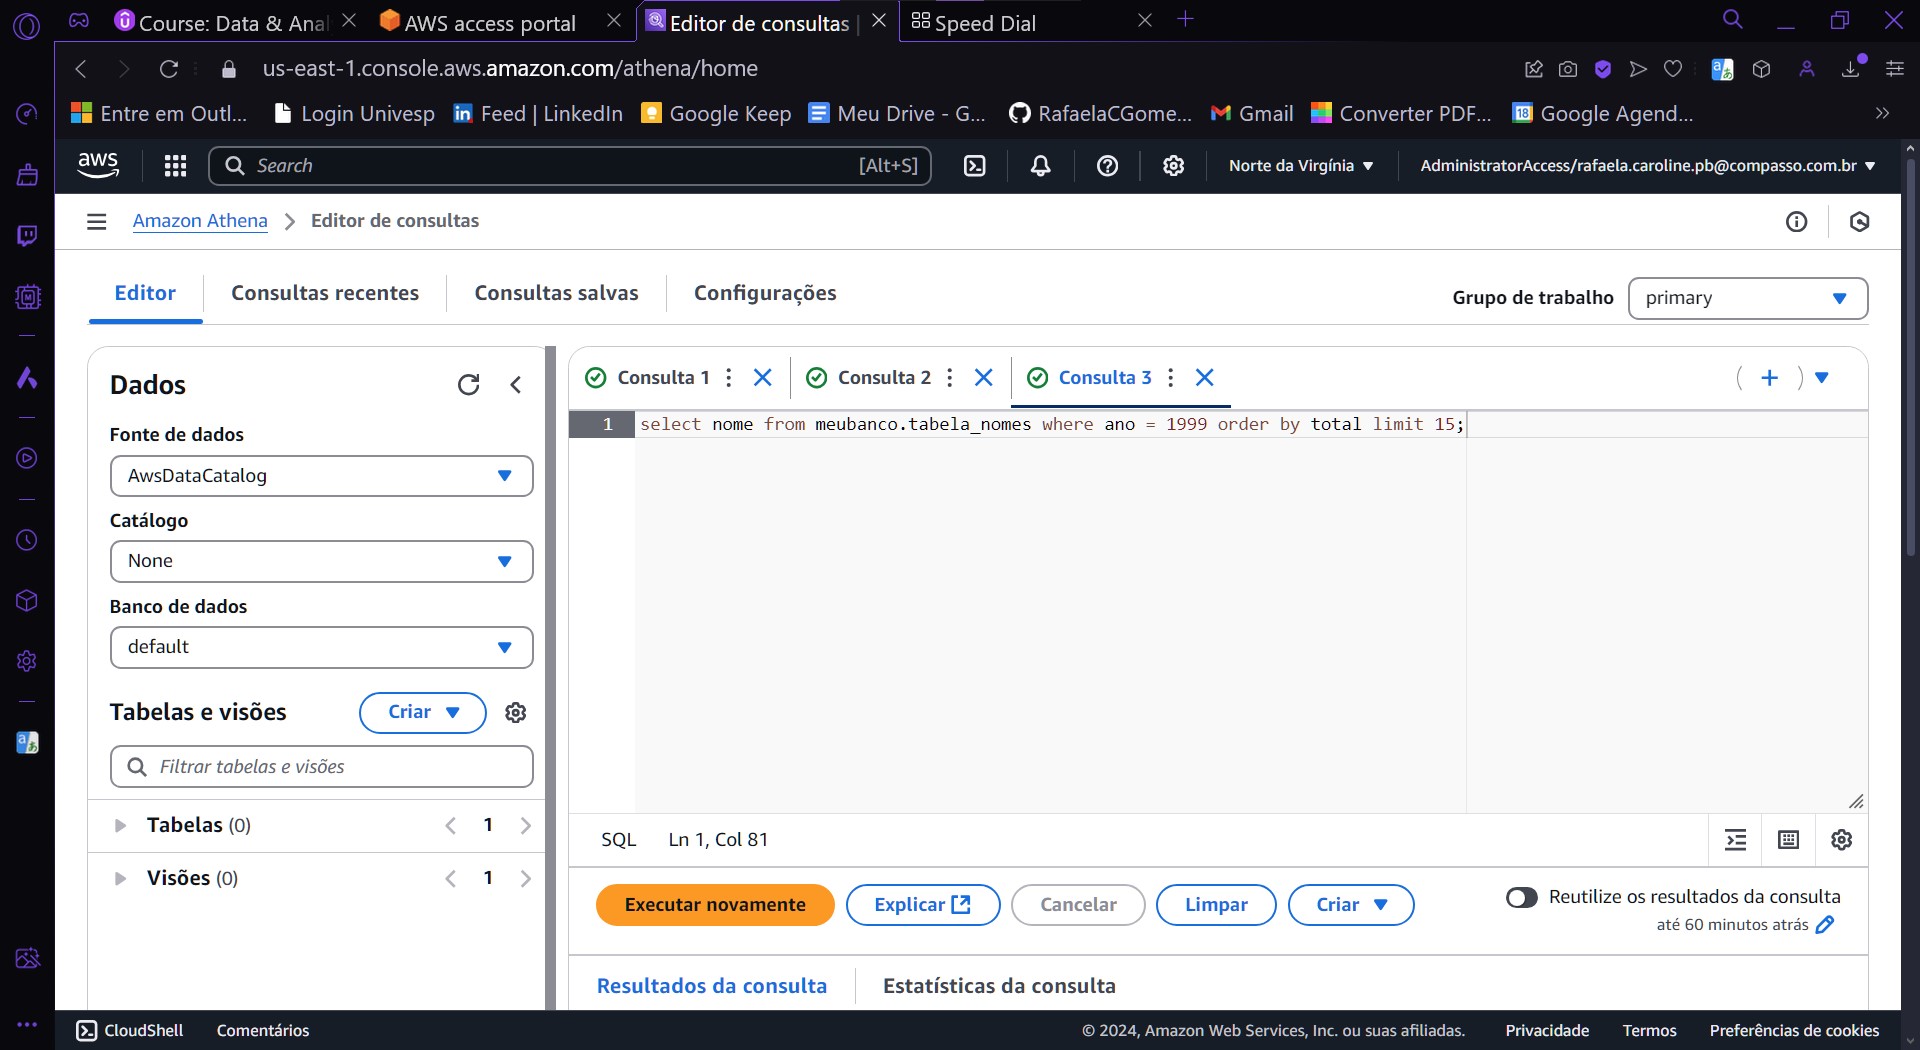 Course: Data & Anal
AWS access portal
Editor de consultas |
Speed Dial
us-east-1.console.aws.amazon.com/athena/home
Entre em Outl...
Login Univesp
Feed | LinkedIn
Google Keep
Meu Drive - G...
RafaelaCGome...
Gmail
Converter PDF...
18
Google Agend...
aws
Search
[Alt+S]
Norte da Virgínia
AdministratorAccess/rafaela.caroline.pb@compasso.com.br
Amazon Athena
Editor de consultas
Editor
Consultas recentes
Consultas salvas
Configurações
Grupo de trabalho
primary
Dados
Fonte de dados
AwsDataCatalog
Catálogo
None
Banco de dados
default
Tabelas e visões
Criar
Filtrar tabelas e visões
Tabelas (0)
1
Visões (0)
1
Consulta 1
Consulta 2
Consulta 3
1 select nome from meubanco.tabela_nomes where ano = 1999 order by total limit 15;
SQL
Ln 1, Col 81
Executar novamente
Explicar
Cancelar
Limpar
Criar
Reutilize os resultados da consulta
até 60 minutos atrás
Resultados da consulta
Estatísticas da consulta
CloudShell
Comentários
© 2024, Amazon Web Services, Inc. ou suas afiliadas.
Privacidade
Termos
Preferências de cookies